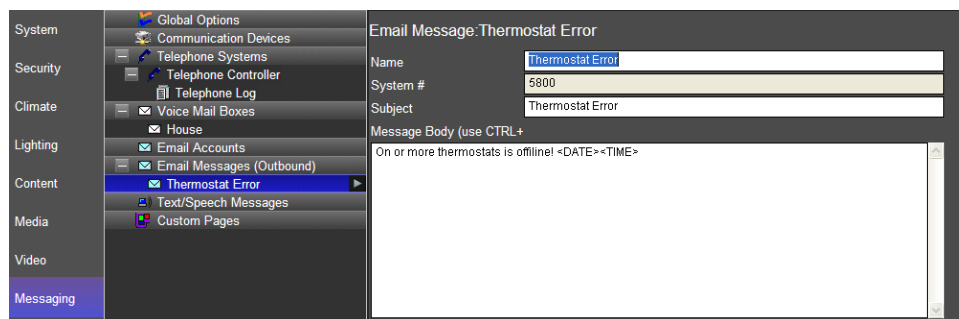 System
Security
Climate
Lighting
Content
Media
Video
Messaging
Global Options
Communication Devices
Telephone Systems
Telephone Controller
Telephone Log
Voice Mail Boxes
House
Email Accounts
Email Messages (Outbound)
Thermostat Error
Text/Speech Messages
Custom Pages
Email Message:Thermostat Error
Name Thermostat Error
System # 5800
Subject Thermostat Error
Message Body (use CTRL+
On or more thermostats is offiline! <DATE><TIME>